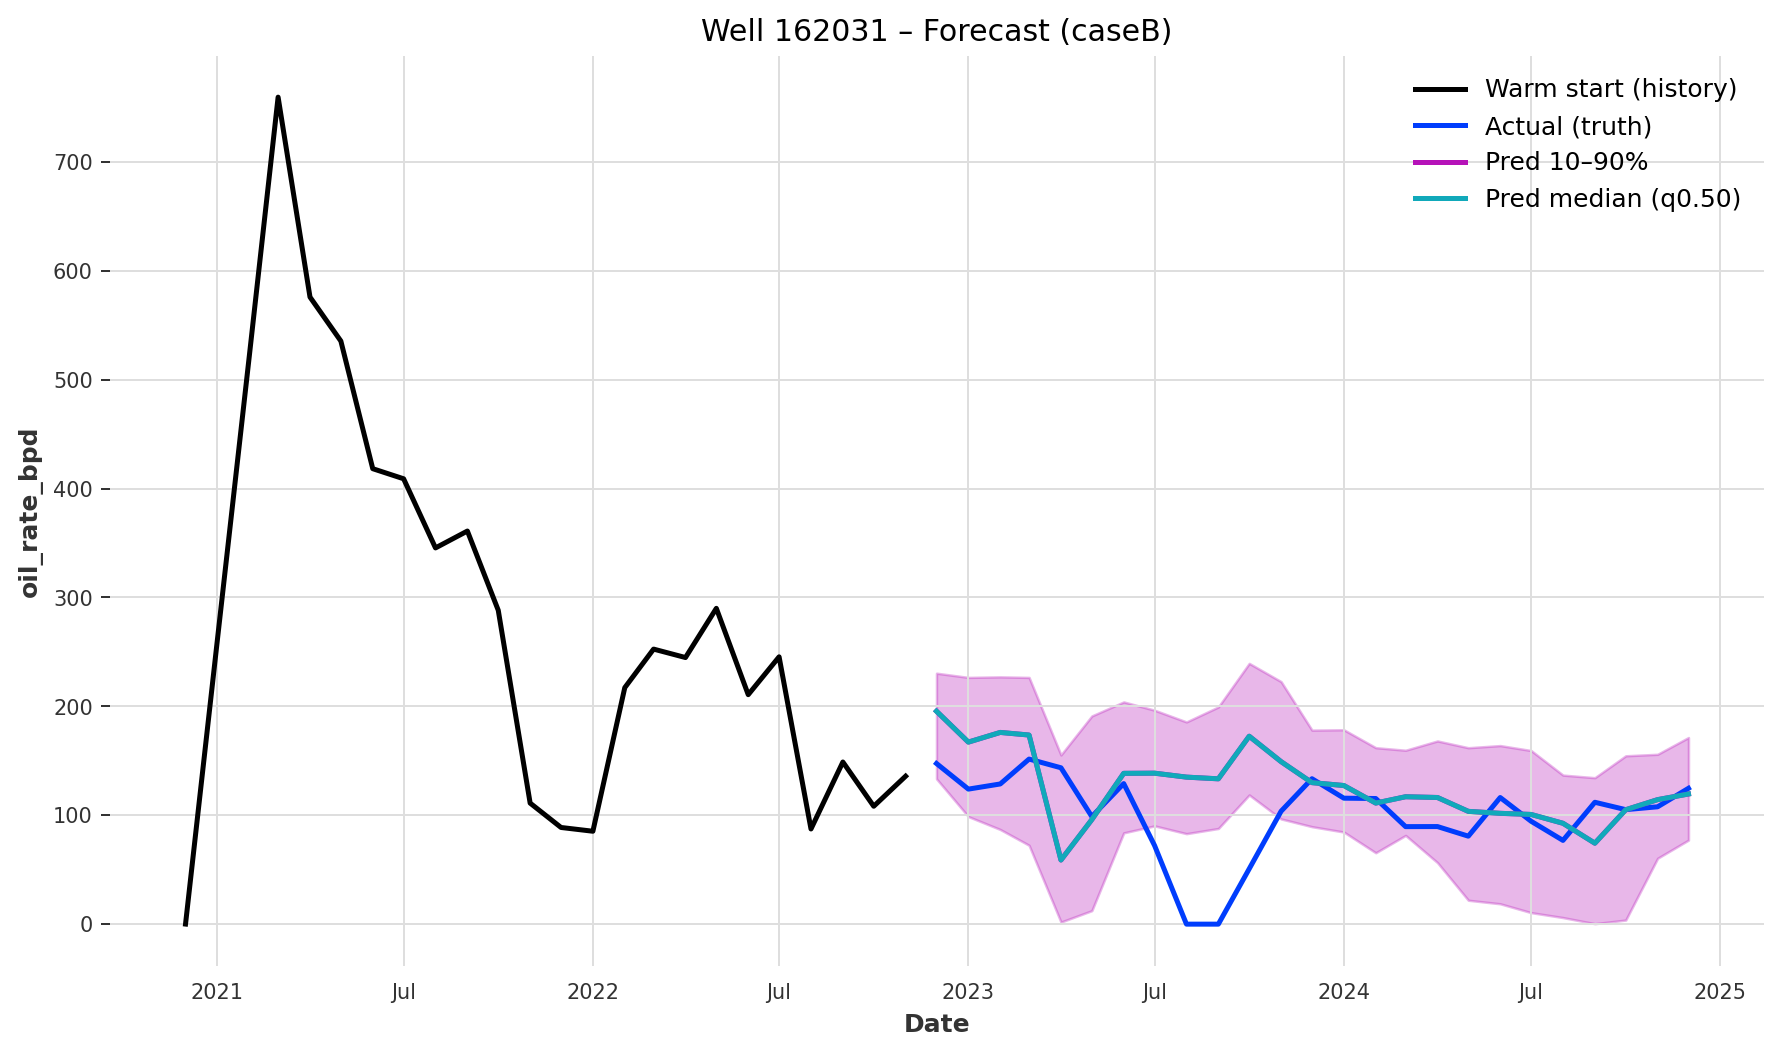 Well 162031 – Forecast (caseB)
Warm start (history)
Actual (truth)
Pred 10–90%
Pred median (q0.50)
oil_rate_bpd
700
600
500
400
300
200
100
0
2021
Jul
2022
Jul
2023
Jul
2024
Jul
2025
Date